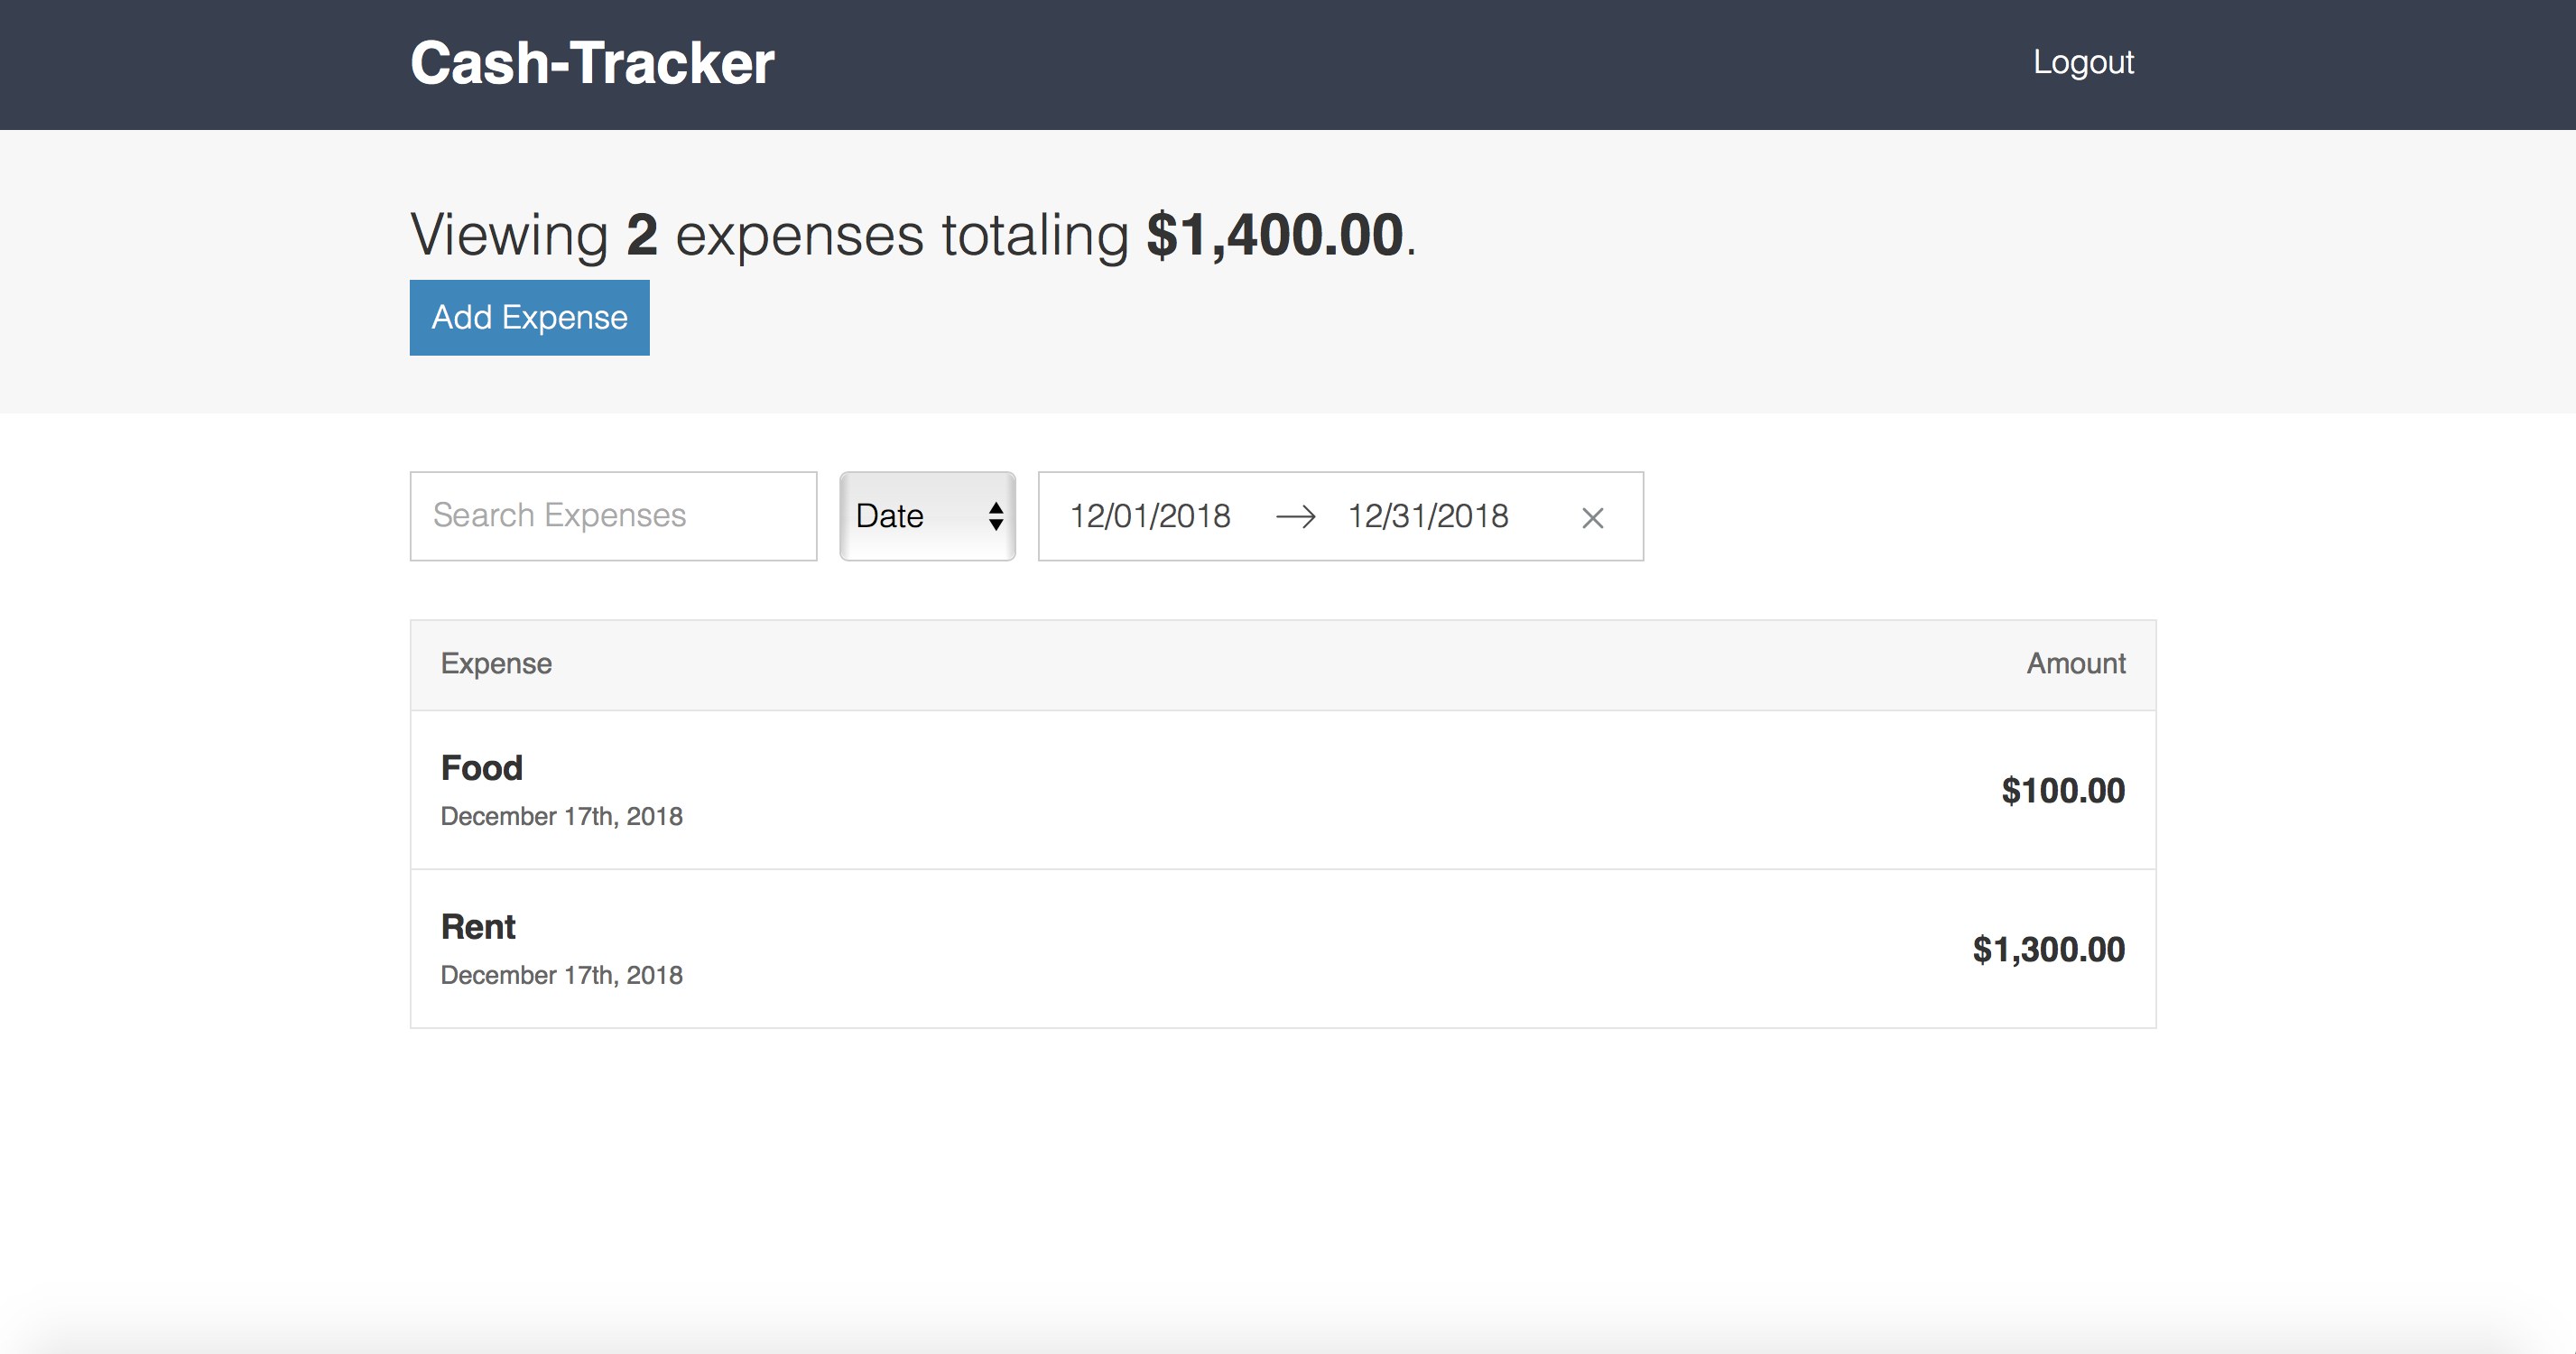 Cash-Tracker
Logout
Viewing 2 expenses totaling $1,400.00.
Add Expense
Search Expenses
Date
12/01/2018 → 12/31/2018 ×
Expense Amount
Food
December 17th, 2018
$100.00
Rent
December 17th, 2018
$1,300.00